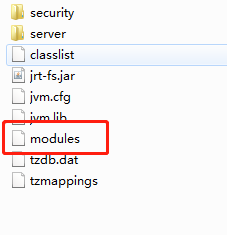 security
server
classlist
jrt-fs.jar
jvm.cfg
jvm.lib
modules
tzdb.dat
tzmappings